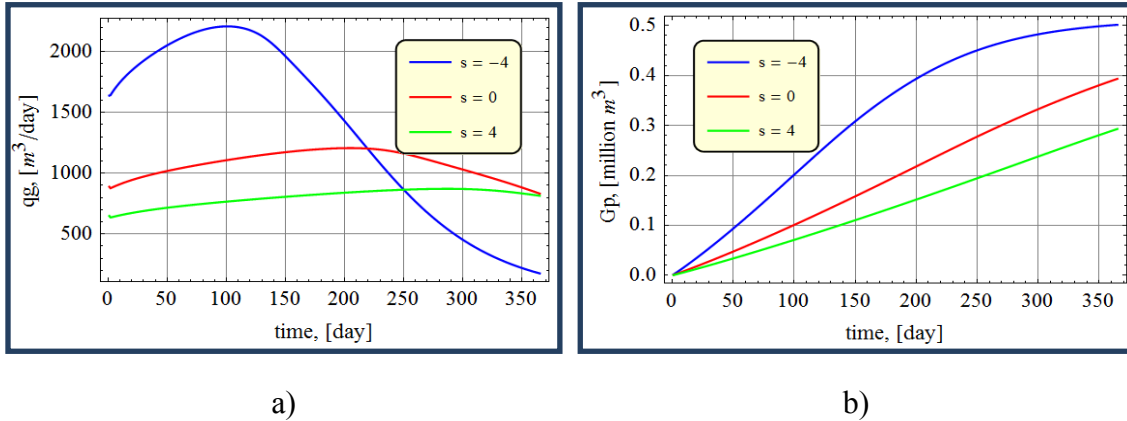 2000
1500
1000
500
qg, [m³/day]
s = −4
s = 0
s = 4
0 50 100 150 200 250 300 350
time, [day]
a)
0.5
0.4
0.3
0.2
0.1
0.0
Gp, [million m³]
s = −4
s = 0
s = 4
0 50 100 150 200 250 300 350
time, [day]
b)